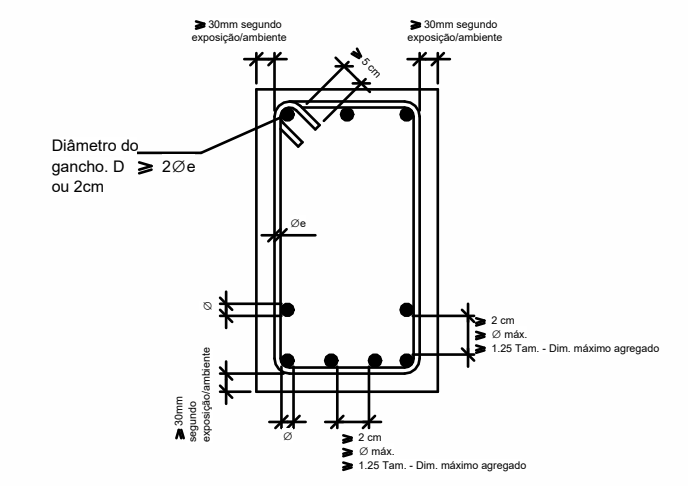 ⩾ 30mm segundo
exposição/ambiente
⩾ 30mm segundo
exposição/ambiente
⩾ 5 cm
Diâmetro do
gancho. D ⩾ 2∅e
ou 2cm
∅e
∅
⩾ 2 cm
⩾ ∅ máx.
⩾ 1.25 Tam. - Dim. máximo agregado
⩾ 30mm
segundo
exposição/ambiente
∅
⩾ 2 cm
⩾ ∅ máx.
⩾ 1.25 Tam. - Dim. máximo agregado